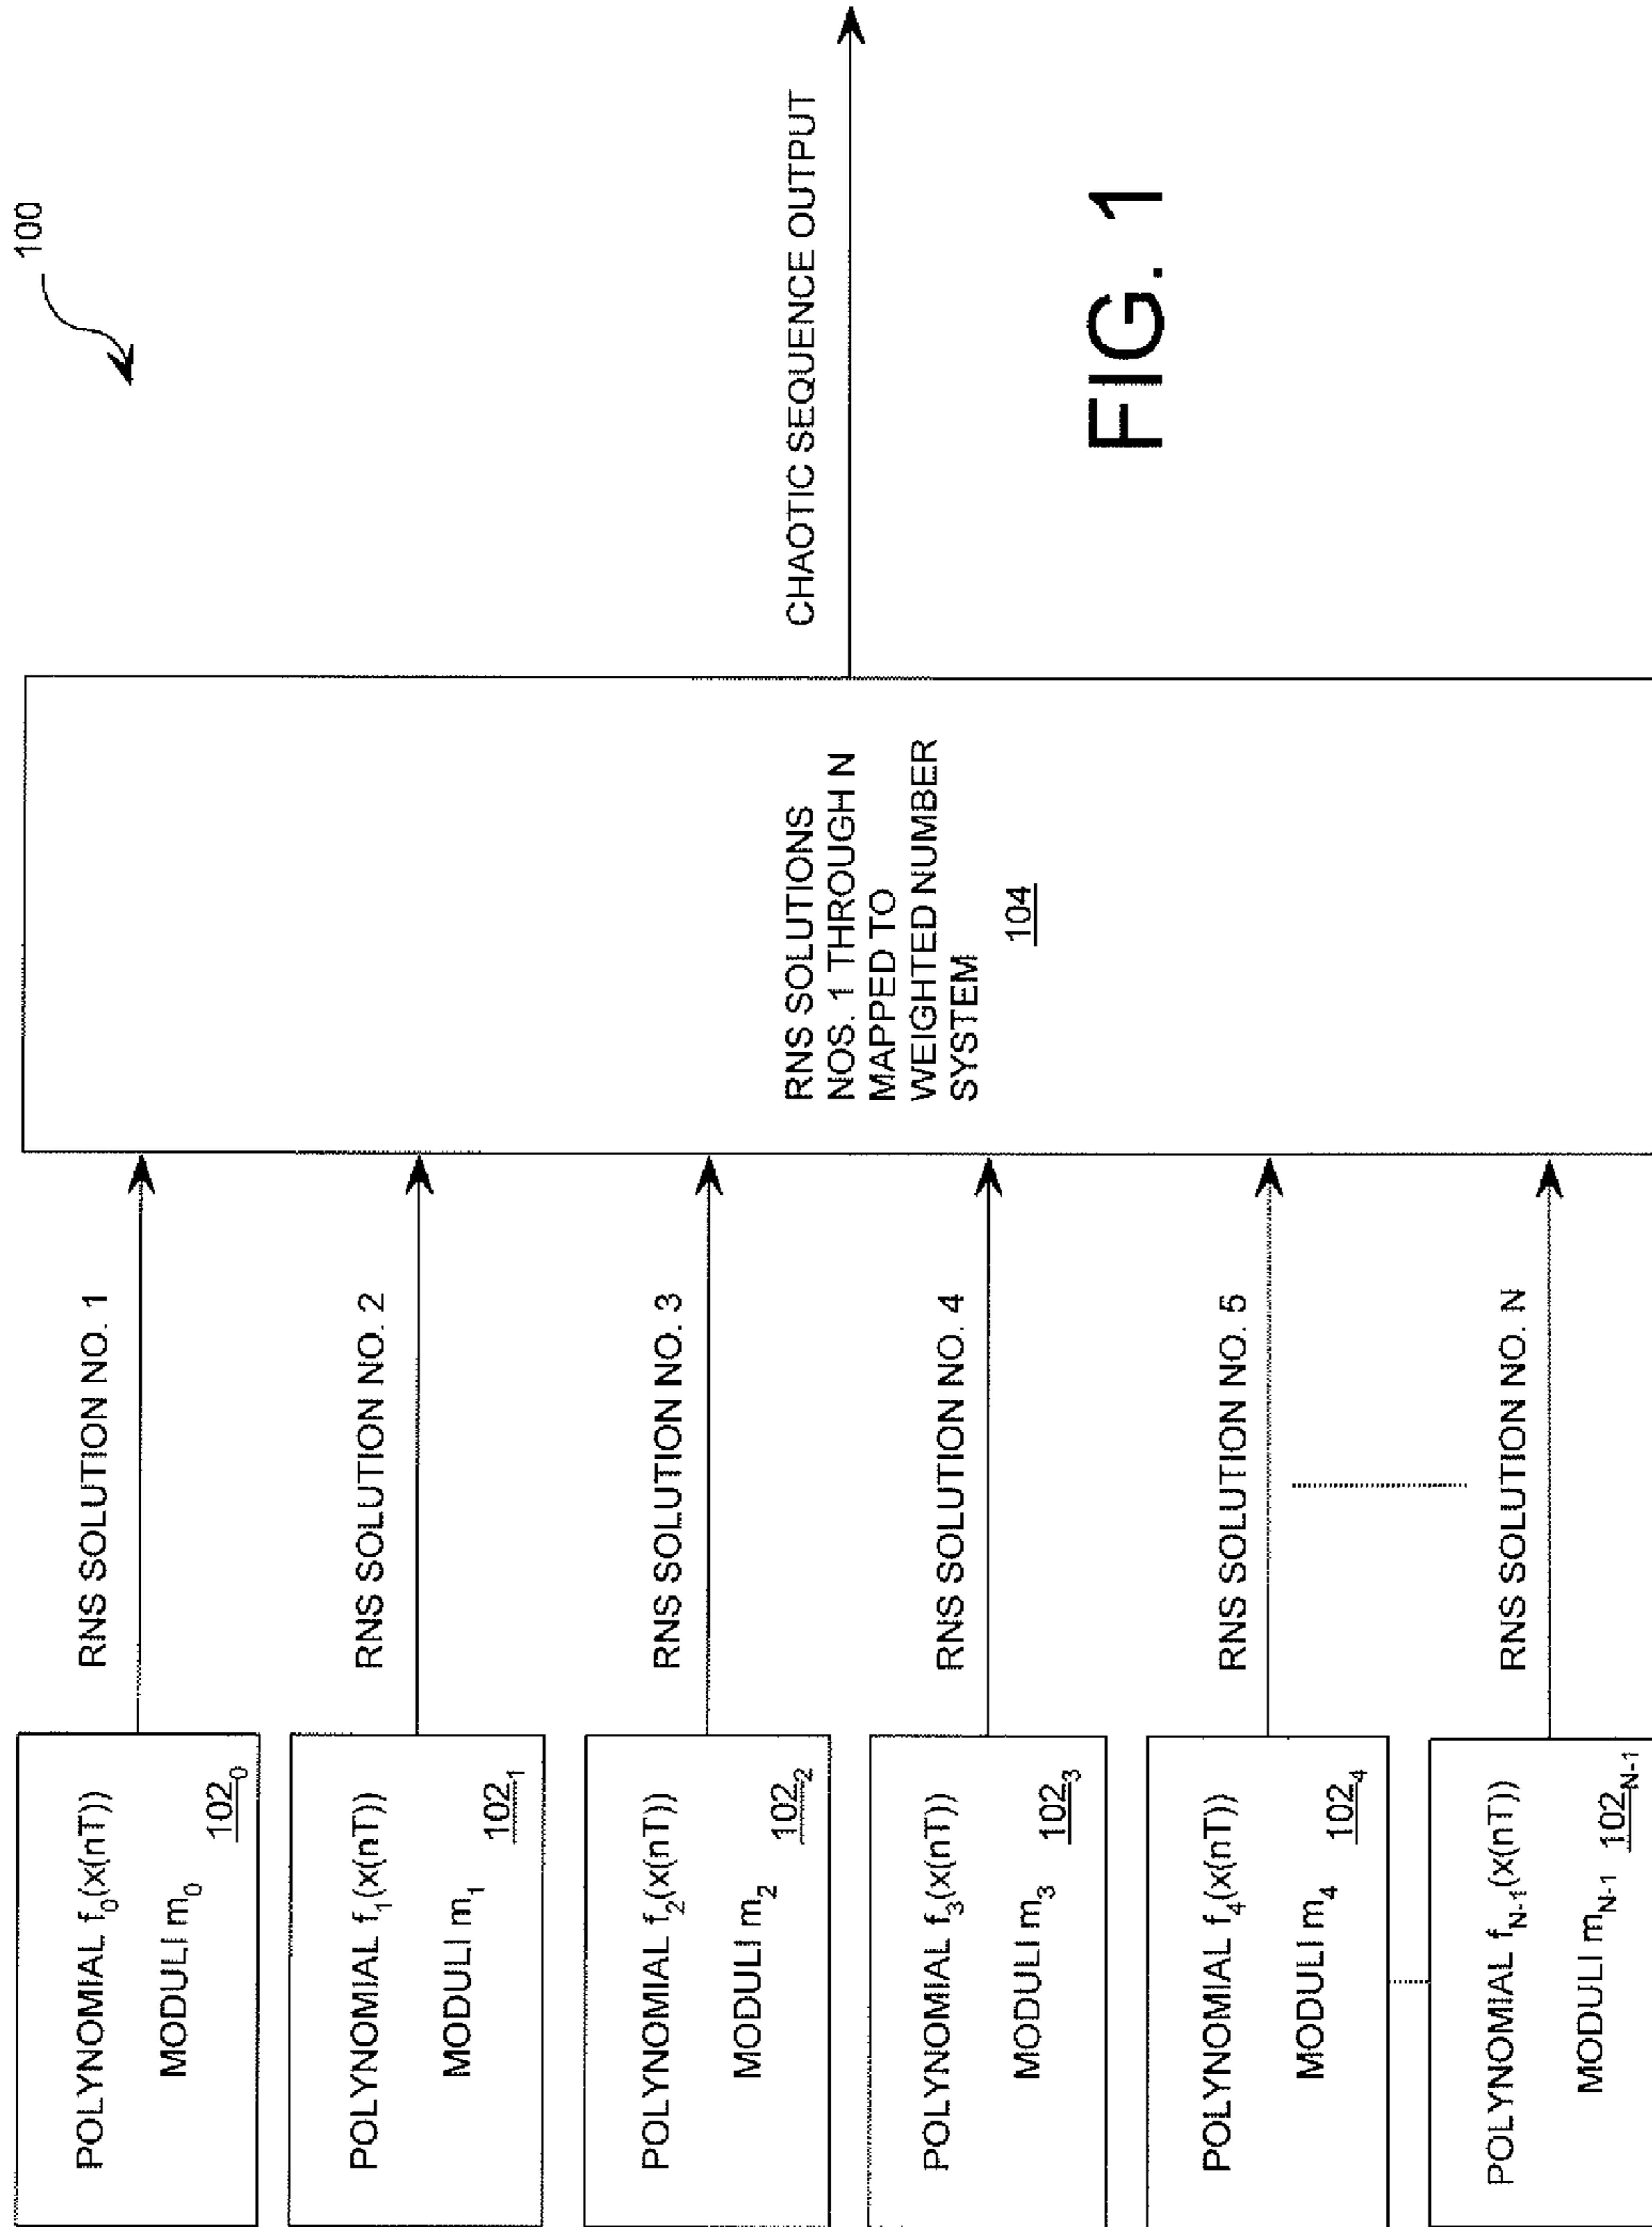 100
POLYNOMIAL f0(x(nT))
MODULI m0
1020
RNS SOLUTION NO. 1
POLYNOMIAL f1(x(nT))
MODULI m1
1021
RNS SOLUTION NO. 2
POLYNOMIAL f2(x(nT))
MODULI m2
1022
RNS SOLUTION NO. 3
POLYNOMIAL f3(x(nT))
MODULI m3
1023
RNS SOLUTION NO. 4
POLYNOMIAL f4(x(nT))
MODULI m4
1024
RNS SOLUTION NO. 5
POLYNOMIAL fN-1(x(nT))
MODULI mN-1
102N-1
RNS SOLUTION NO. N
RNS SOLUTIONS
NOS. 1 THROUGH N
MAPPED TO
WEIGHTED NUMBER
SYSTEM
104
CHAOTIC SEQUENCE OUTPUT
FIG. 1